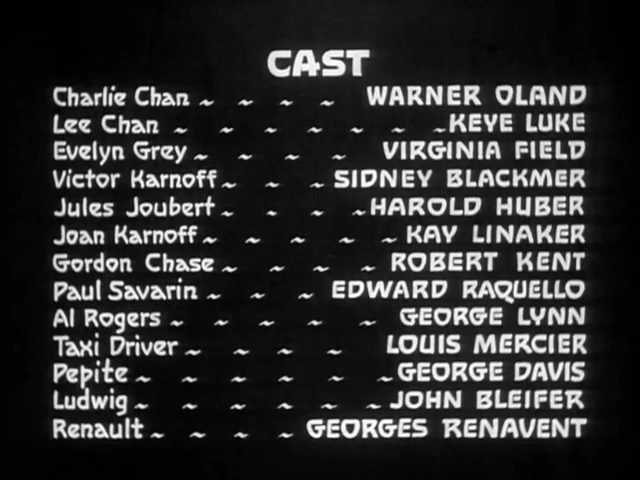 CAST
Charlie Chan ~ ~ ~ ~ WARNER OLAND
Lee Chan ~ ~ ~ ~ ~ ~ ~ KEYE LUKE
Evelyn Grey ~ ~ ~ ~ VIRGINIA FIELD
Victor Karnoff ~ ~ ~ SIDNEY BLACKMER
Jules Joubert ~ ~ ~ ~ HAROLD HUBER
Joan Karnoff ~ ~ ~ ~ ~ KAY LINAKER
Gordon Chase ~ ~ ~ ~ ROBERT KENT
Paul Savarin ~ ~ ~ EDWARD RAQUELLO
Al Rogers ~ ~ ~ ~ ~ GEORGE LYNN
Taxi Driver ~ ~ ~ ~ LOUIS MERCIER
Pepite ~ ~ ~ ~ ~ ~ GEORGE DAVIS
Ludwig ~ ~ ~ ~ ~ ~ JOHN BLEIFER
Renault ~ ~ ~ ~ GEORGES RENAVENT